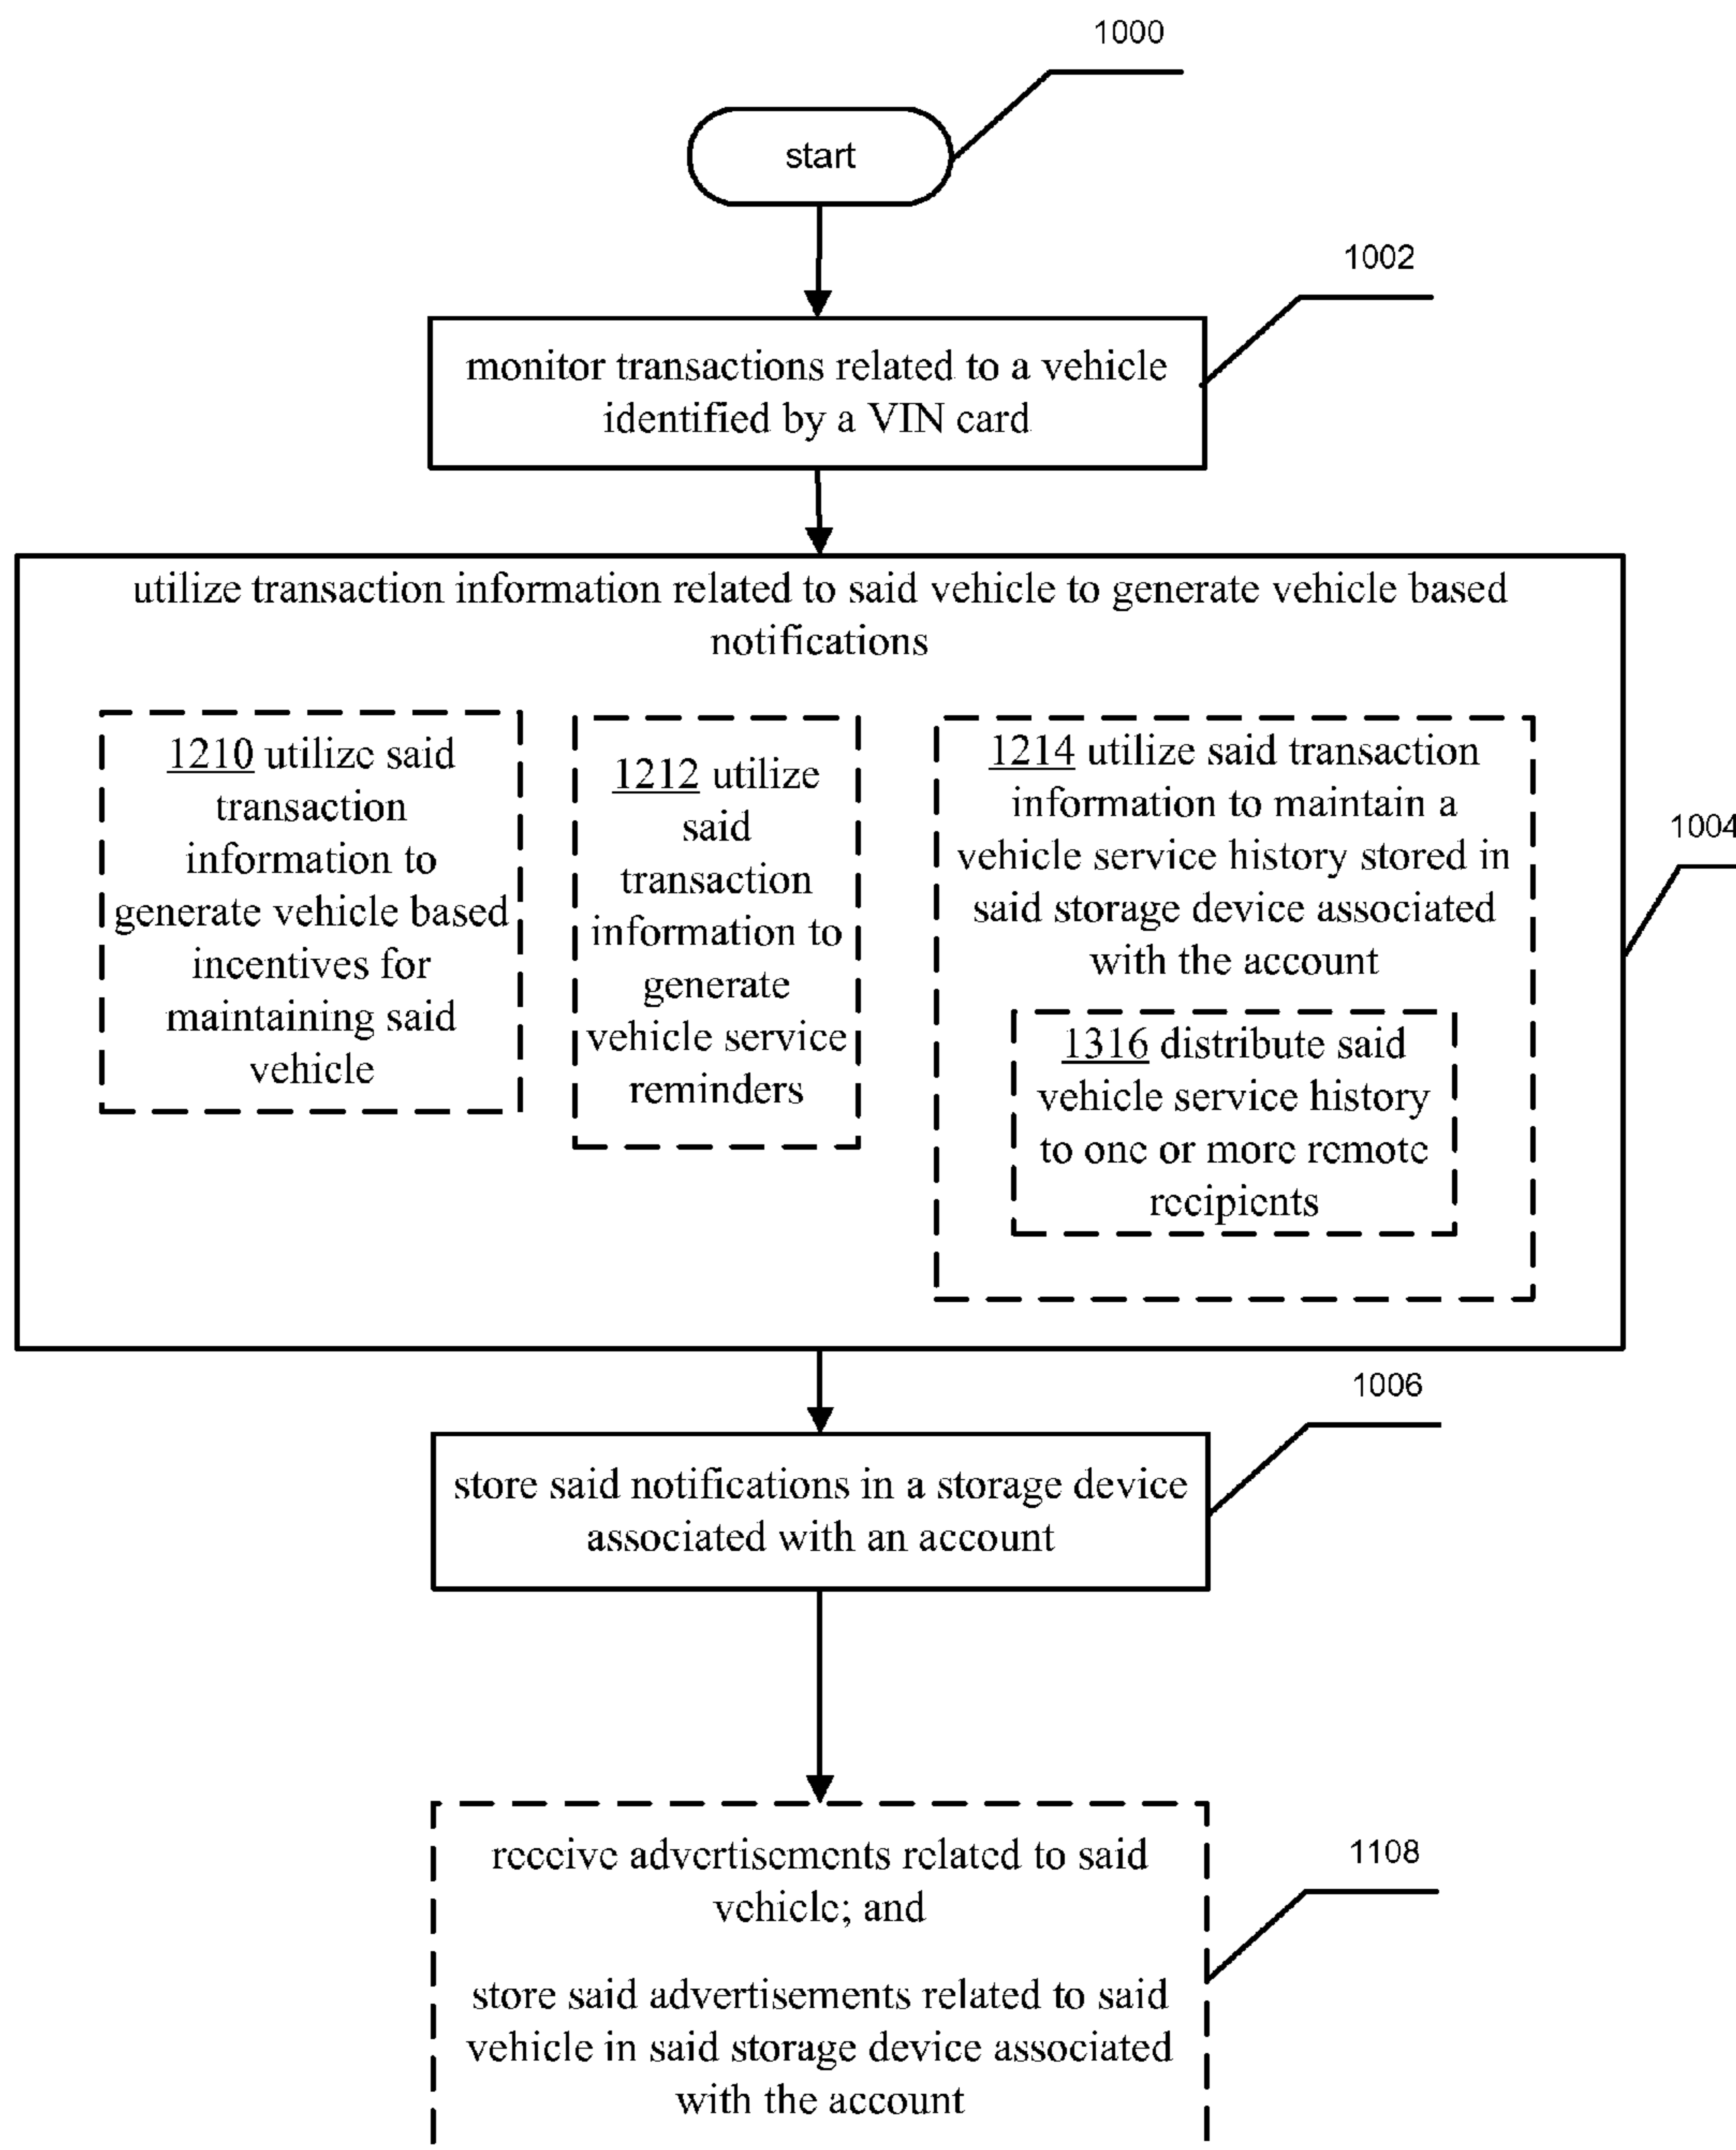 1000
start
1002
monitor transactions related to a vehicle
identified by a VIN card
utilize transaction information related to said vehicle to generate vehicle based
notifications
1210 utilize said
transaction
information to
generate vehicle based
incentives for
maintaining said
vehicle
1212 utilize
said
transaction
information to
generate
vehicle service
reminders
1214 utilize said transaction
information to maintain a
vehicle service history stored in
said storage device associated
with the account
1316 distribute said
vehicle service history
to one or more remote
recipients
1004
1006
store said notifications in a storage device
associated with an account
1108
receive advertisements related to said
vehicle; and
store said advertisements related to said
vehicle in said storage device associated
with the account